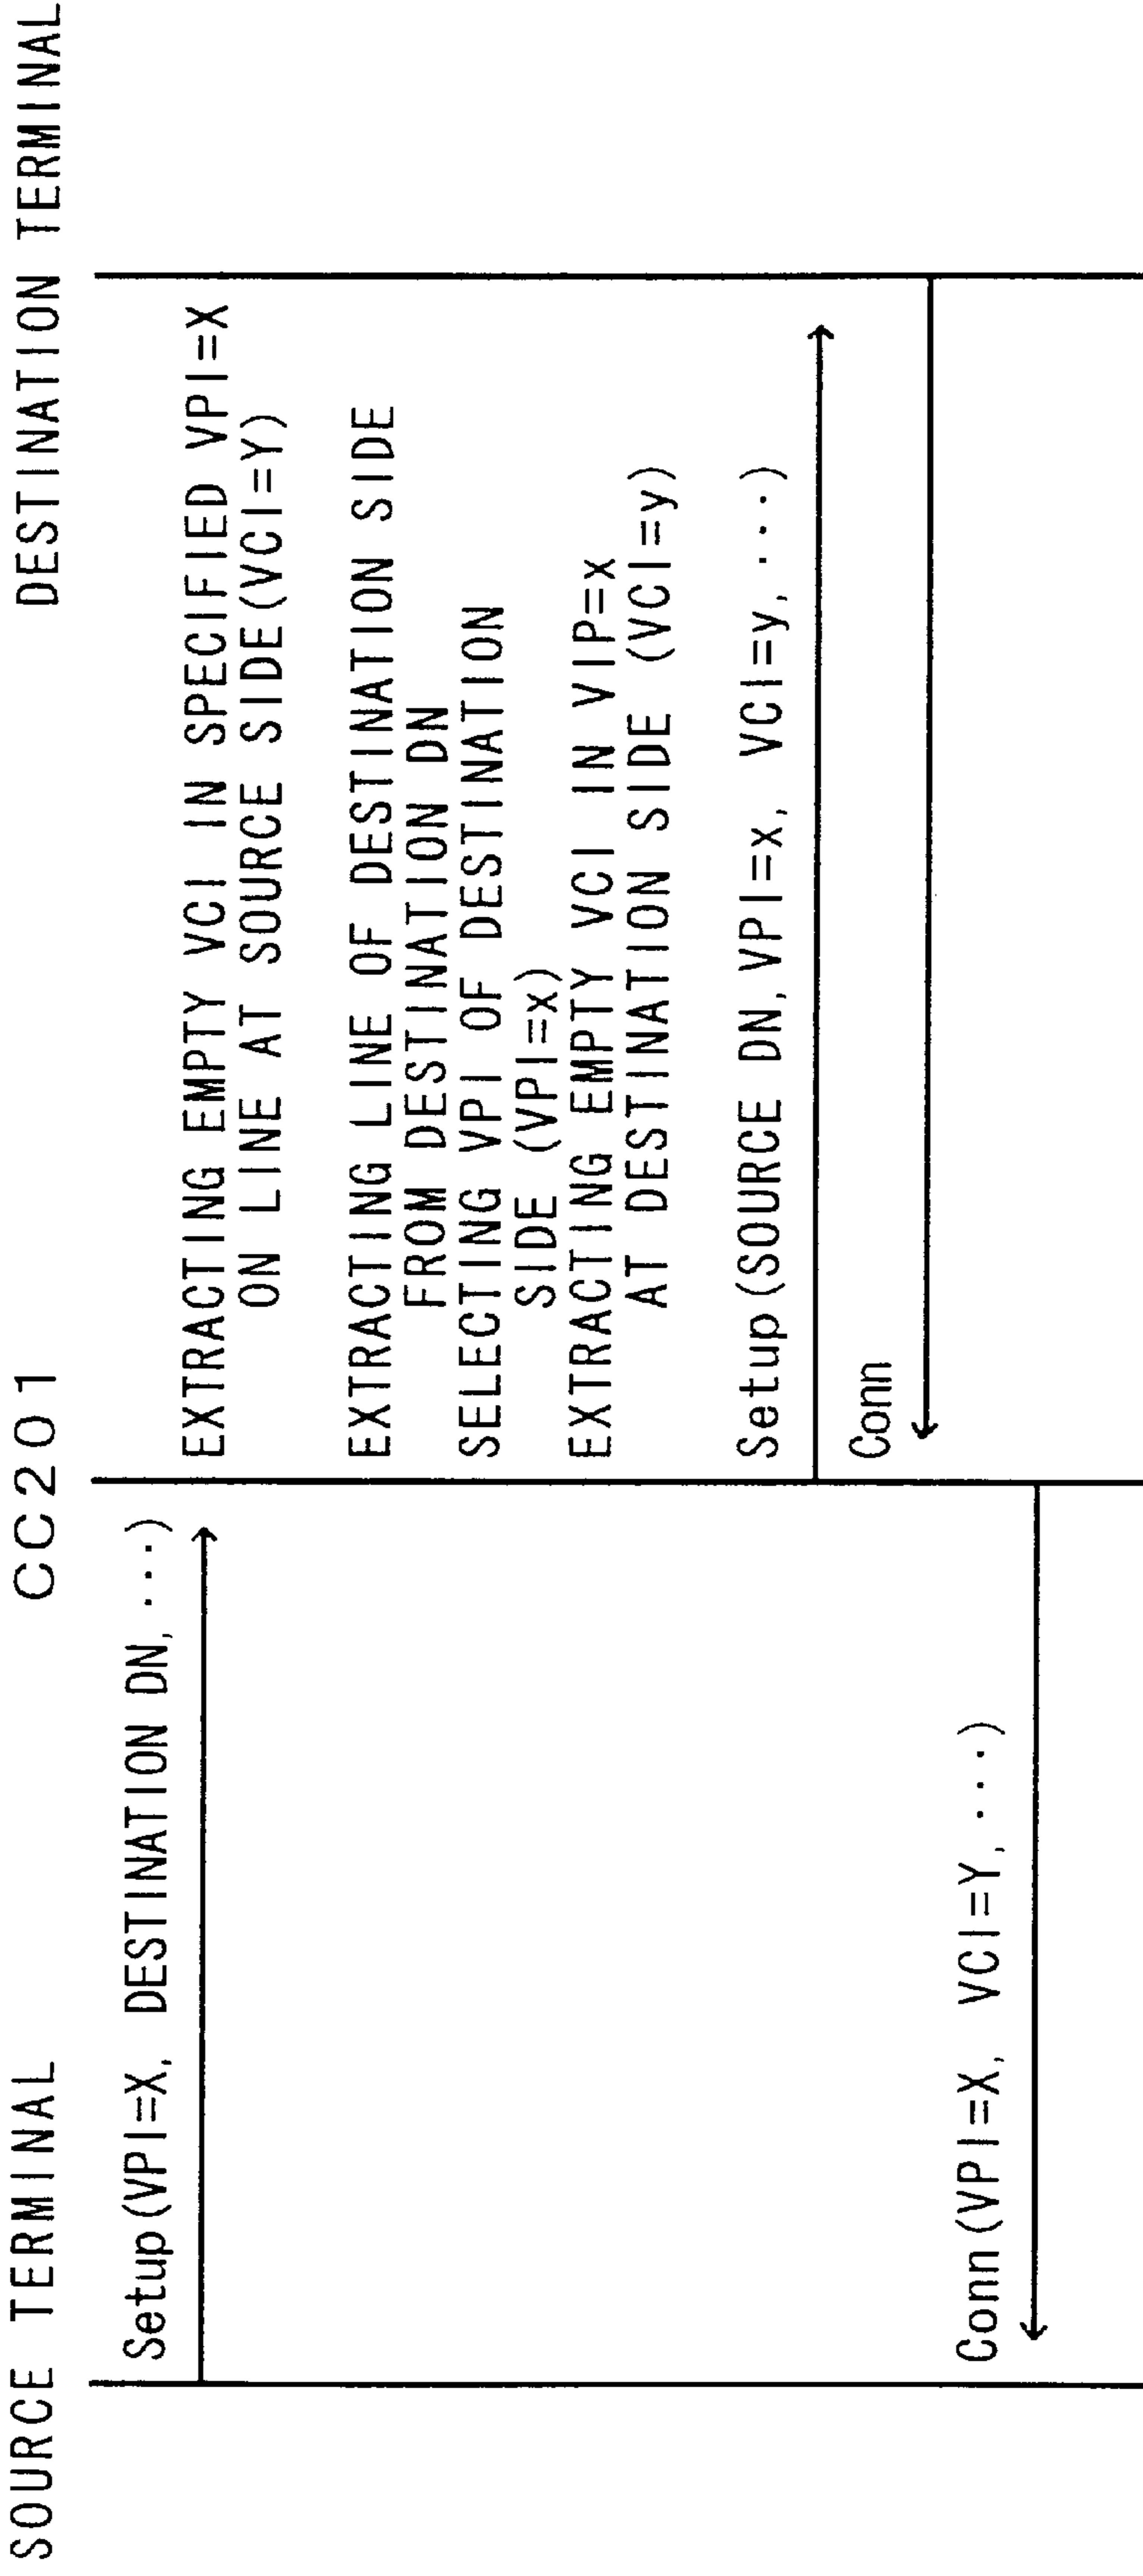 SOURCE TERMINAL
CC201
DESTINATION TERMINAL
Setup(VPI=X, DESTINATION DN, ...)
EXTRACTING EMPTY VCI IN SPECIFIED VPI=X
ON LINE AT SOURCE SIDE(VCI=Y)
EXTRACTING LINE OF DESTINATION SIDE
FROM DESTINATION DN
SELECTING VPI OF DESTINATION
SIDE (VPI=x)
EXTRACTING EMPTY VCI IN VIP=x
AT DESTINATION SIDE (VCI=y)
Setup(SOURCE DN, VPI=x, VCI=y, ...)
Conn
Conn(VPI=X, VCI=Y, ...)